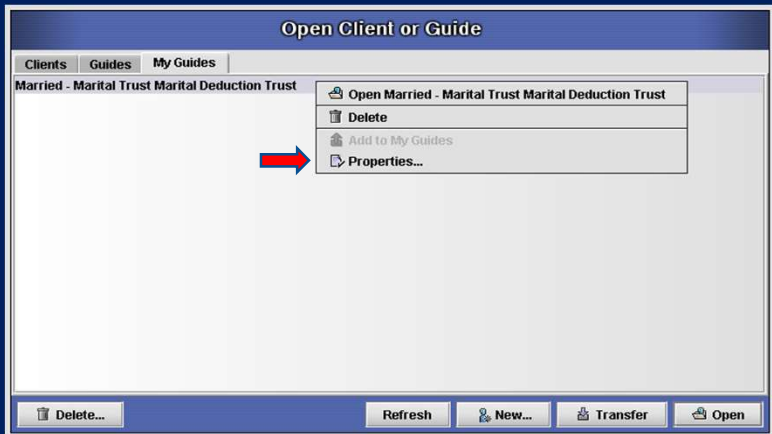 Open Client or Guide
Clients Guides My Guides
Married - Marital Trust Marital Deduction Trust
Open Married - Marital Trust Marital Deduction Trust
Delete
Add to My Guides
Properties...
Delete... Refresh New... Transfer Open